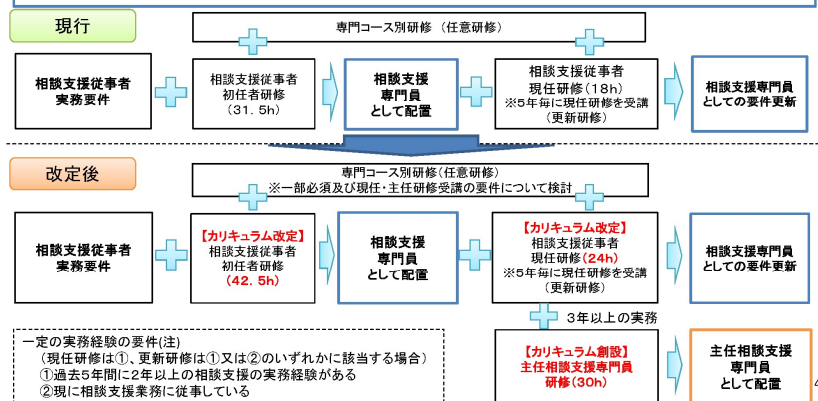 現行
専門コース別研修（任意研修）
相談支援従事者
実務要件
相談支援従事者
初任者研修
（31．5h）
相談支援
専門員
として配置
相談支援従事者
現任研修（18h）
※5年毎に現任研修を受講
（更新研修）
相談支援専門員
としての要件更新
改定後
専門コース別研修（任意研修）
※一部必須及び現任・主任研修受講の要件について検討
相談支援従事者
実務要件
【カリキュラム改定】
相談支援従事者
初任者研修
（42．5h）
相談支援
専門員
として配置
【カリキュラム改定】
相談支援従事者
現任研修（24h）
※5年毎に現任研修を受講
（更新研修）
相談支援専門員
としての要件更新
3年以上の実務
一定の実務経験の要件(注)
（現任研修は①、更新研修は①又は②のいずれかに該当する場合）
①過去5年間に2年以上の相談支援の実務経験がある
②現に相談支援業務に従事している
【カリキュラム創設】
主任相談支援専門員
研修（30h）
主任相談支援
専門員
として配置
4